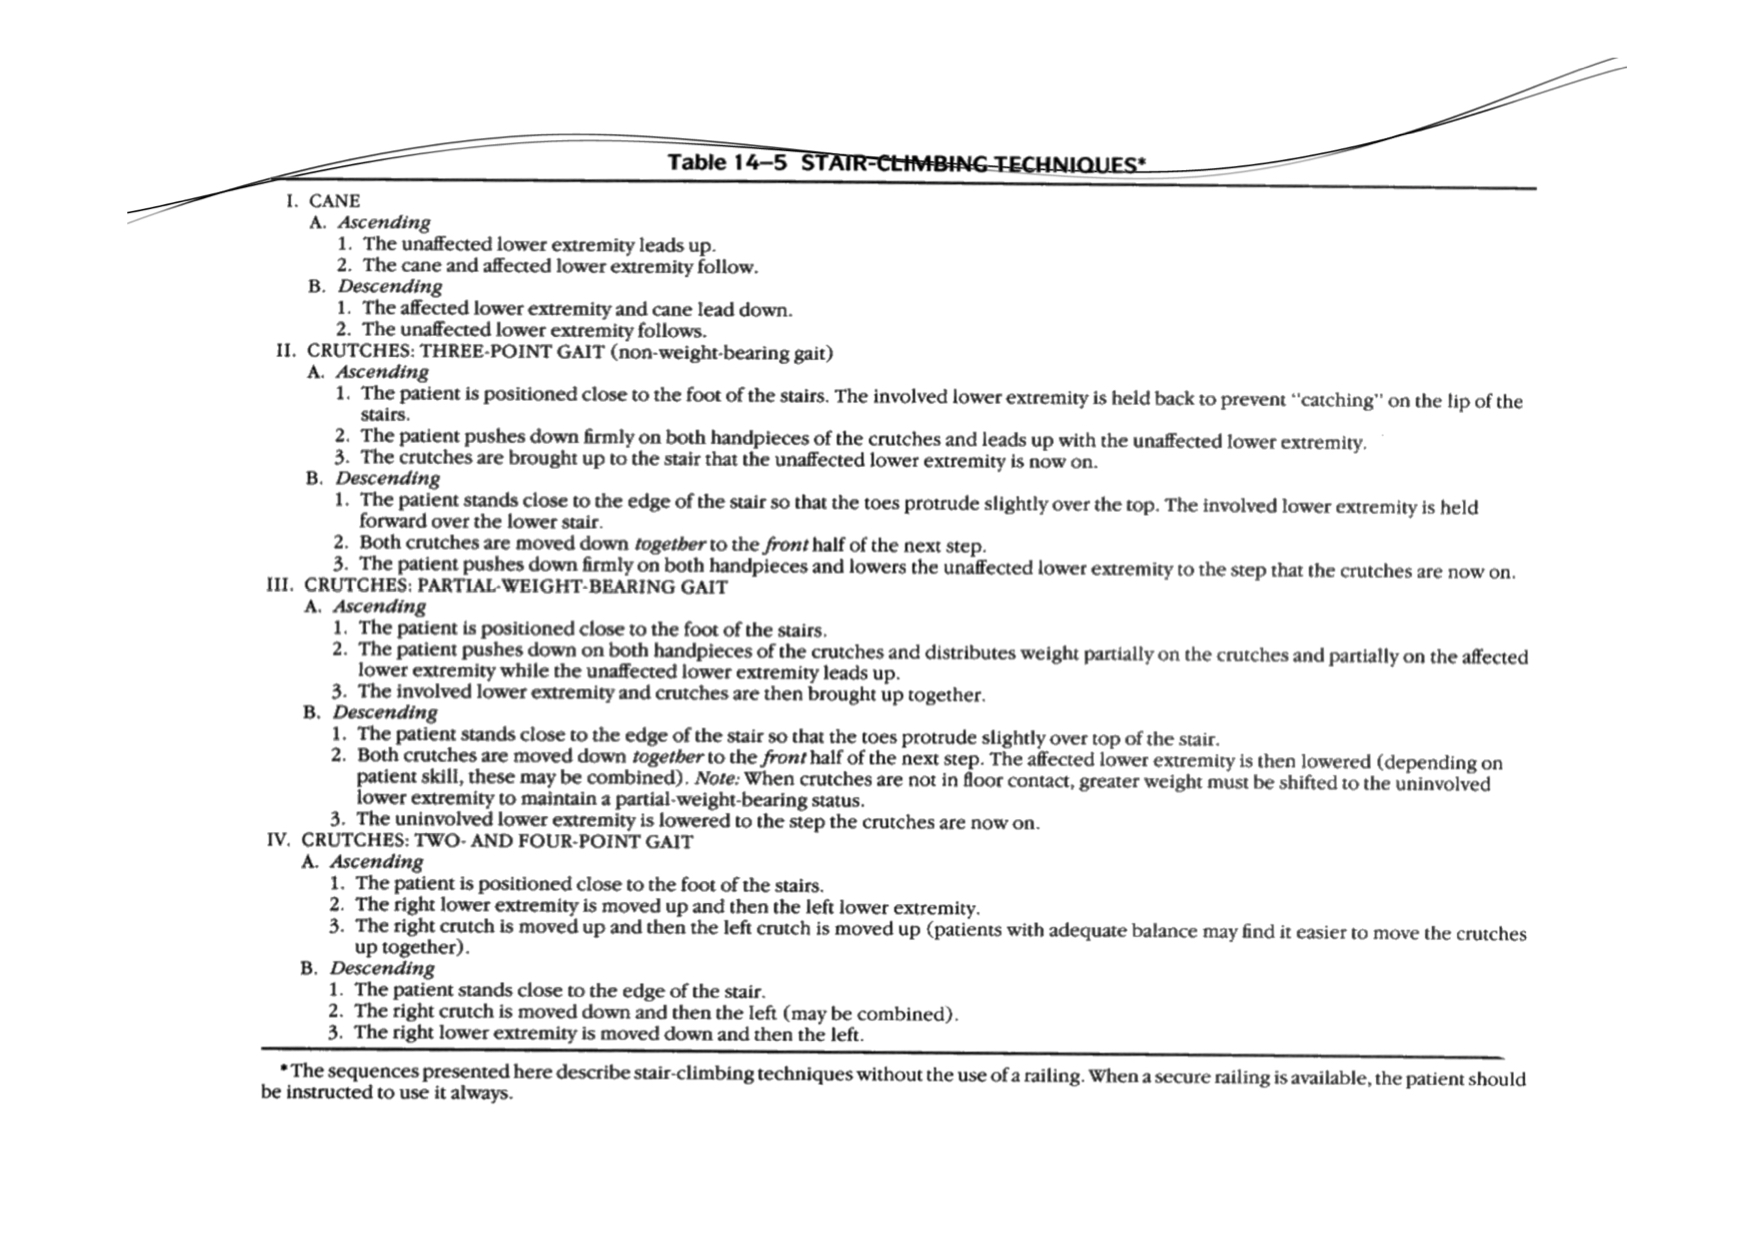 Table 14–5 STAIR-CLIMBING TECHNIQUES*
I. CANE
A. Ascending
1. The unaffected lower extremity leads up.
2. The cane and affected lower extremity follow.
B. Descending
1. The affected lower extremity and cane lead down.
2. The unaffected lower extremity follows.
II. CRUTCHES: THREE-POINT GAIT (non-weight-bearing gait)
A. Ascending
1. The patient is positioned close to the foot of the stairs. The involved lower extremity is held back to prevent "catching" on the lip of the
stairs.
2. The patient pushes down firmly on both handpieces of the crutches and leads up with the unaffected lower extremity.
3. The crutches are brought up to the stair that the unaffected lower extremity is now on.
B. Descending
1. The patient stands close to the edge of the stair so that the toes protrude slightly over the top. The involved lower extremity is held
forward over the lower stair.
2. Both crutches are moved down together to the front half of the next step.
3. The patient pushes down firmly on both handpieces and lowers the unaffected lower extremity to the step that the crutches are now on.
III. CRUTCHES: PARTIAL-WEIGHT-BEARING GAIT
A. Ascending
1. The patient is positioned close to the foot of the stairs.
2. The patient pushes down on both handpieces of the crutches and distributes weight partially on the crutches and partially on the affected
lower extremity while the unaffected lower extremity leads up.
3. The involved lower extremity and crutches are then brought up together.
B. Descending
1. The patient stands close to the edge of the stair so that the toes protrude slightly over top of the stair.
2. Both crutches are moved down together to the front half of the next step. The affected lower extremity is then lowered (depending on
patient skill, these may be combined). Note: When crutches are not in floor contact, greater weight must be shifted to the uninvolved
lower extremity to maintain a partial-weight-bearing status.
3. The uninvolved lower extremity is lowered to the step the crutches are now on.
IV. CRUTCHES: TWO- AND FOUR-POINT GAIT
A. Ascending
1. The patient is positioned close to the foot of the stairs.
2. The right lower extremity is moved up and then the left lower extremity.
3. The right crutch is moved up and then the left crutch is moved up (patients with adequate balance may find it easier to move the crutches
up together).
B. Descending
1. The patient stands close to the edge of the stair.
2. The right crutch is moved down and then the left (may be combined).
3. The right lower extremity is moved down and then the left.
*The sequences presented here describe stair-climbing techniques without the use of a railing. When a secure railing is available, the patient should
be instructed to use it always.